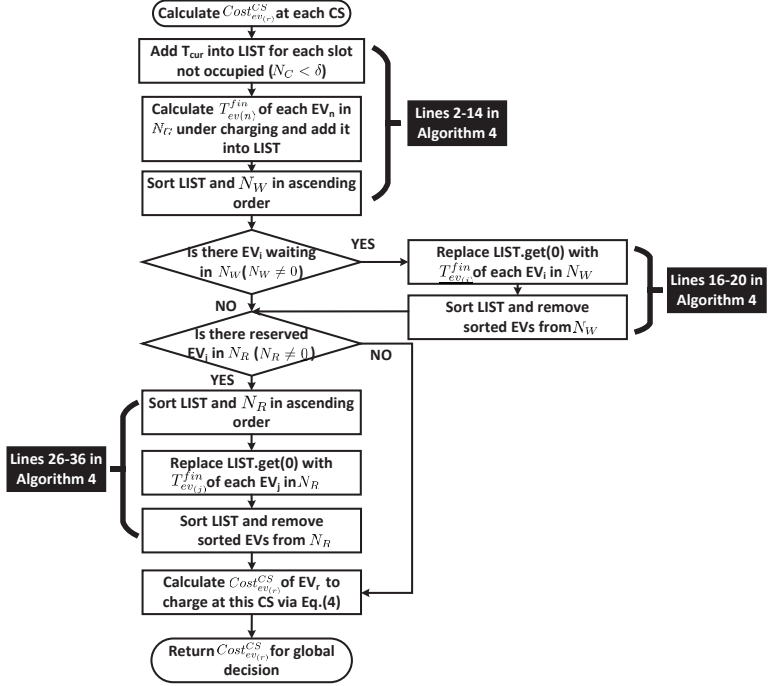 Calculate Cost^{CS}_{ev(r)} at each CS
Add T_cur into LIST for each slot
not occupied (N_C < δ)
Calculate T^{fin}_{ev(n)} of each EV_n in
N_C under charging and add it
into LIST
Lines 2-14 in
Algorithm 4
Sort LIST and N_W in ascending
order
Is there EV_i waiting
in N_W (N_W ≠ 0)
YES
Replace LIST.get(0) with
T^{fin}_{ev(i)} of each EV_i in N_W
Sort LIST and remove
sorted EVs from N_W
Lines 16-20 in
Algorithm 4
NO
Is there reserved
EV_j in N_R (N_R ≠ 0)
NO
YES
Sort LIST and N_R in ascending
order
Replace LIST.get(0) with
T^{fin}_{ev(j)} of each EV_j in N_R
Lines 26-36 in
Algorithm 4
Sort LIST and remove
sorted EVs from N_R
Calculate Cost^{CS}_{ev(r)} of EV_r to
charge at this CS via Eq.(4)
Return Cost^{CS}_{ev(r)} for global
decision